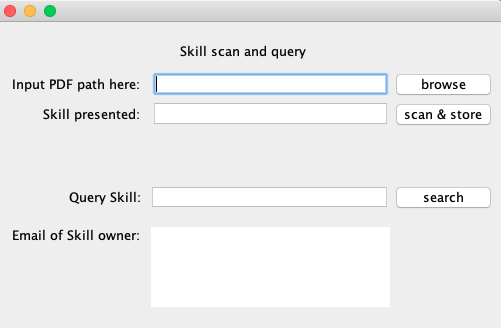 Skill scan and query
Input PDF path here: browse
Skill presented: scan & store
Query Skill: search
Email of Skill owner: